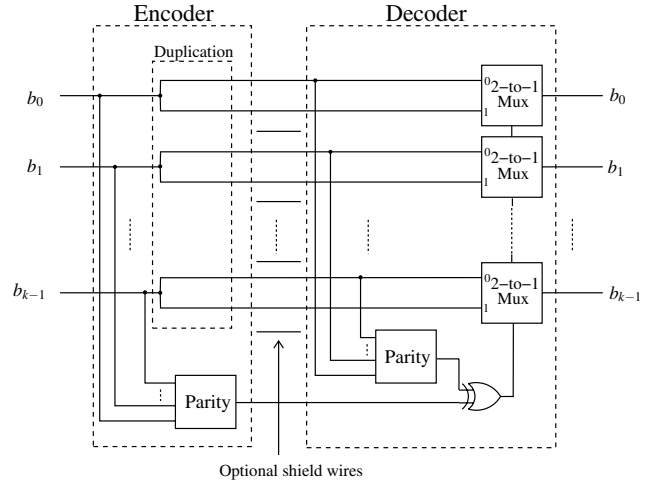 Encoder Decoder
Duplication
b0 0 2−to−1 Mux 1 b0
b1 0 2−to−1 Mux 1 b1
bk−1 0 2−to−1 Mux 1 bk−1
Parity
Parity
Optional shield wires